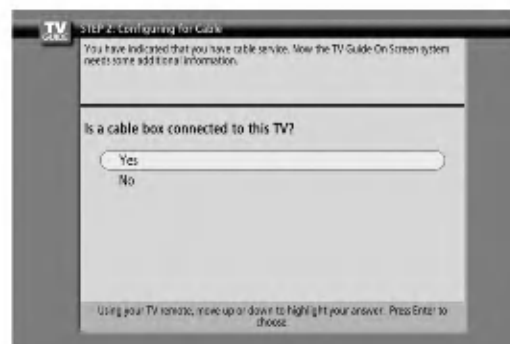 TV
GUIDE
STEP 2: Configuring for Cable
You have indicated that you have cable service. Now the TV Guide On Screen system
needs some additional information.
Is a cable box connected to this TV?
Yes
No
Using your TV remote, move up or down to highlight your answer. Press Enter to
choose